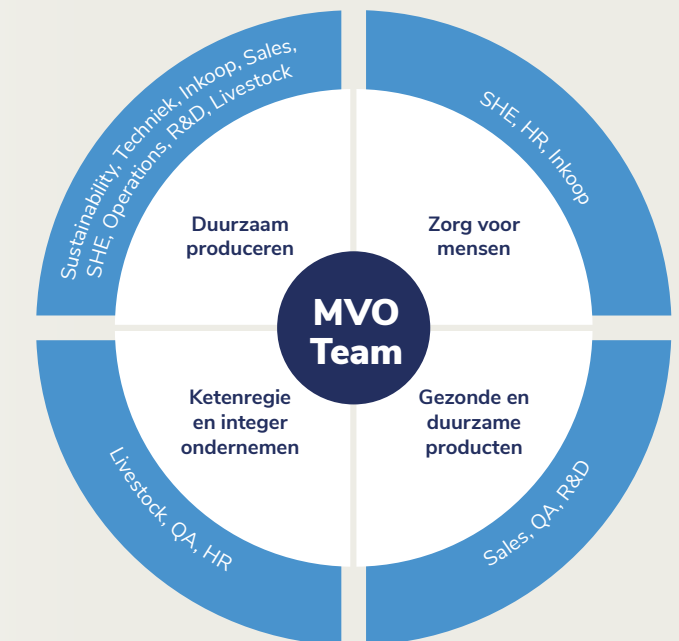 Sustainability, Techniek, Inkoop, Sales,
SHE, Operations, R&D, Livestock
SHE, HR, Inkoop
Duurzaam
produceren
Zorg voor
mensen
MVO
Team
Ketenregie
en integer
ondernemen
Gezonde en
duurzame
producten
Livestock, QA, HR
Sales, QA, R&D